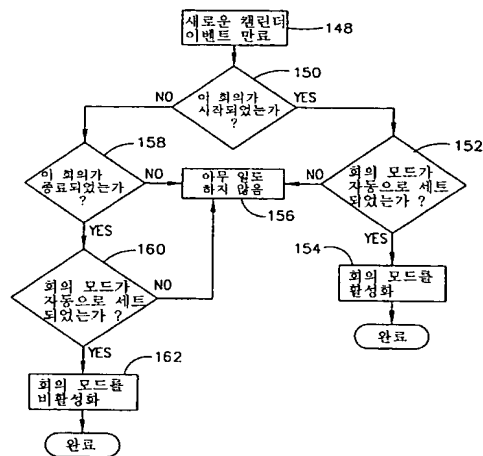 새로운 캘린더
이벤트 만료
148
150
이 회의가
시작되었는가
?
NO
YES
158
이 회의가
종료되었는가
?
NO
YES
아무 일도
하지 않음
156
152
회의 모드가
자동으로 세트
되었는가 ?
NO
YES
160
회의 모드가
자동으로 세트
되었는가 ?
NO
YES
154
회의 모드를
활성화
완료
162
회의 모드를
비활성화
완료